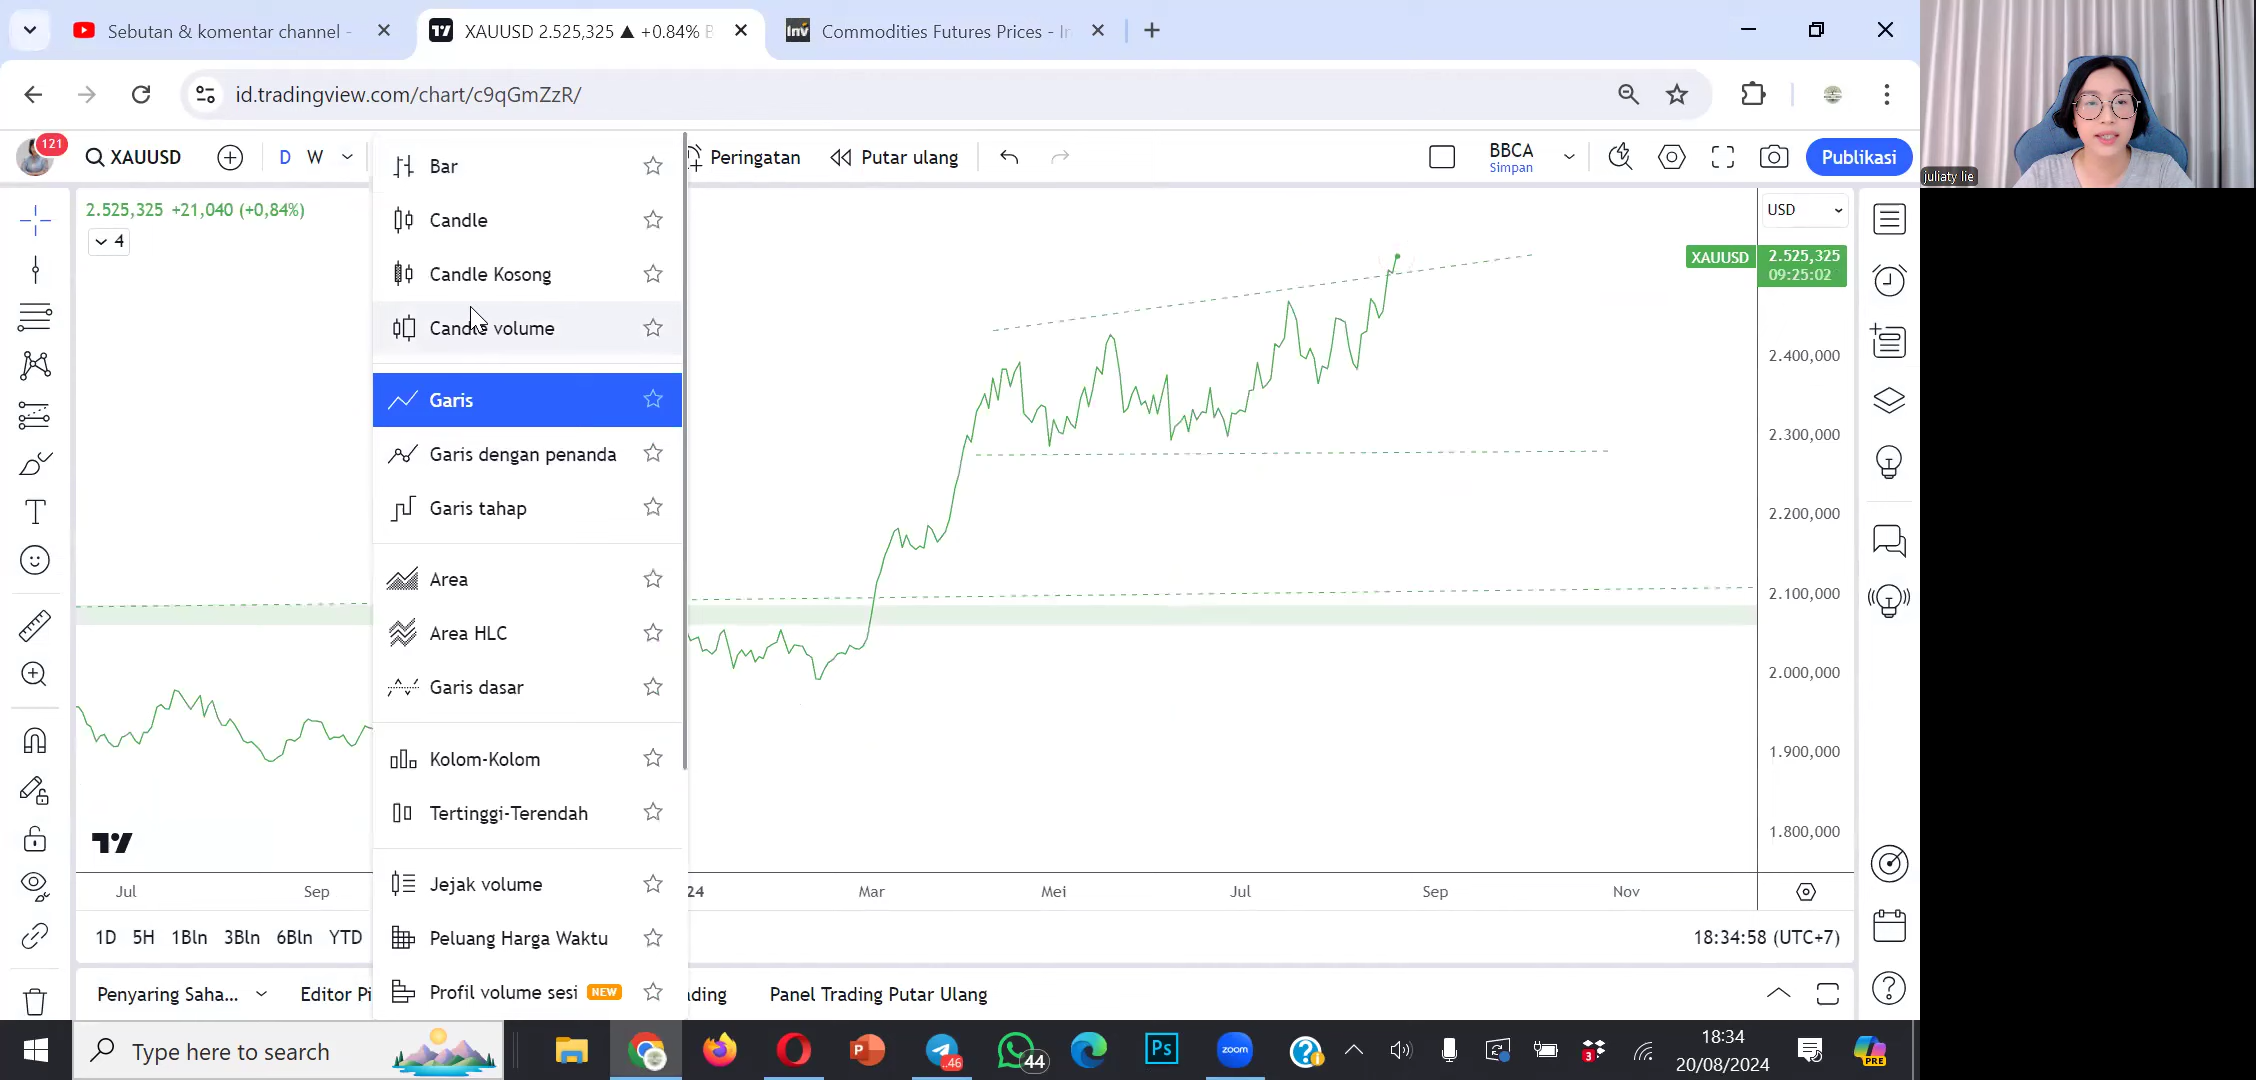 Sebutan & komentar channel -
XAUUSD 2.525,325 ▲ +0.84% B
Commodities Futures Prices - In
id.tradingview.com/chart/c9qGmZzR/
121
XAUUSD
D
W
Peringatan
Putar ulang
BBCA
Simpan
Publikasi
juliaty lie
2.525,325 +21,040 (+0,84%)
4
Bar
Candle
Candle Kosong
Candle volume
Garis
Garis dengan penanda
Garis tahap
Area
Area HLC
Garis dasar
Kolom-Kolom
Tertinggi-Terendah
Jejak volume
Peluang Harga Waktu
Profil volume sesi NEW
USD
XAUUSD
2.525,325
09:25:02
2.400,000
2.300,000
2.200,000
2.100,000
2.000,000
1.900,000
1.800,000
Jul
Sep
24
Mar
Mei
Jul
Sep
Nov
1D 5H 1Bln 3Bln 6Bln YTD
18:34:58 (UTC+7)
Penyaring Saha...
Editor Pi
ding
Panel Trading Putar Ulang
Type here to search
..46
44
Ps
zoom
3
18:34
20/08/2024
PRE